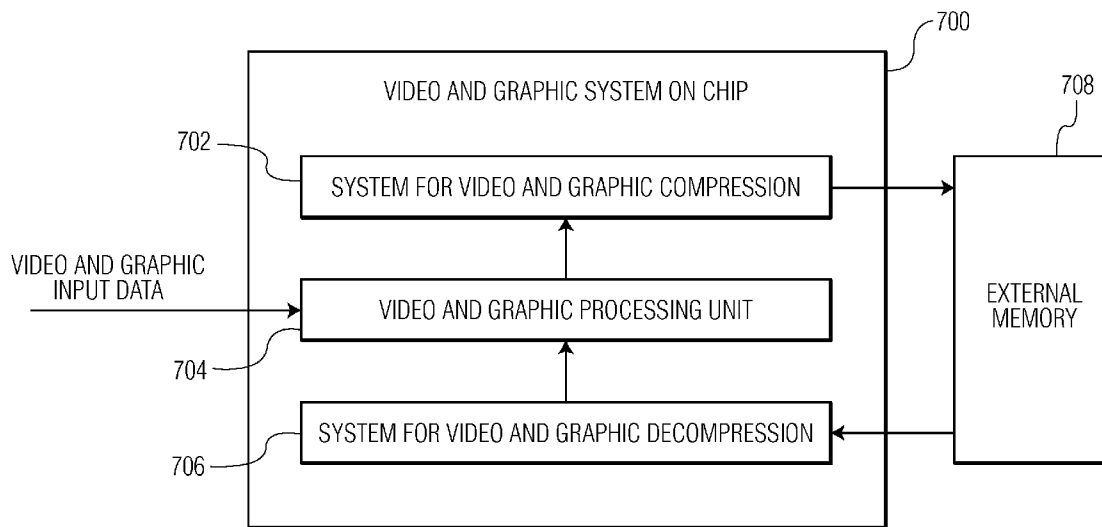 700
VIDEO AND GRAPHIC SYSTEM ON CHIP
708
702
SYSTEM FOR VIDEO AND GRAPHIC COMPRESSION
VIDEO AND GRAPHIC
INPUT DATA
VIDEO AND GRAPHIC PROCESSING UNIT
EXTERNAL
MEMORY
704
SYSTEM FOR VIDEO AND GRAPHIC DECOMPRESSION
706